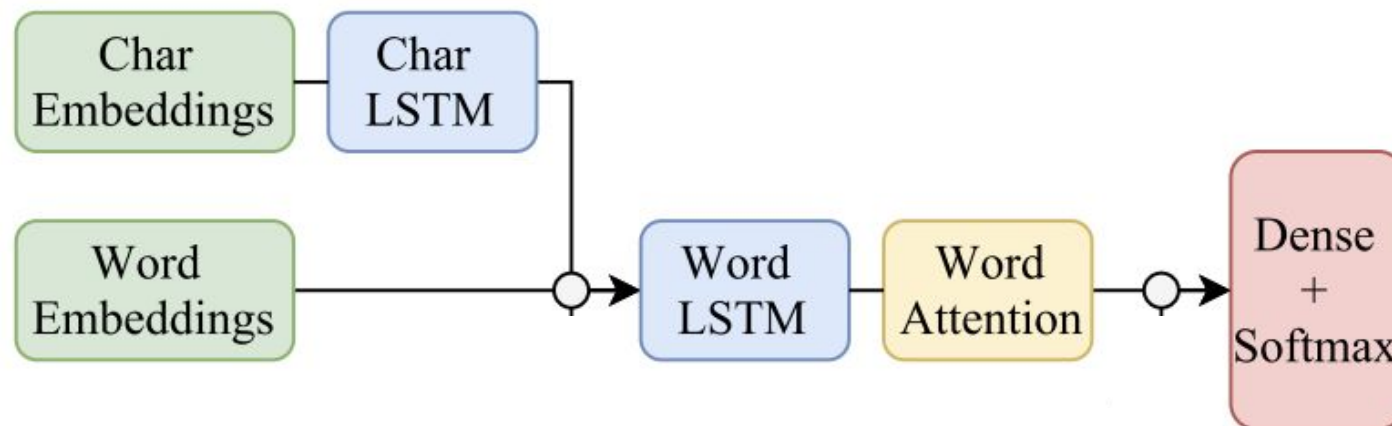 Char
Embeddings
Char
LSTM
Word
Embeddings
Word
LSTM
Word
Attention
Dense
+
Softmax